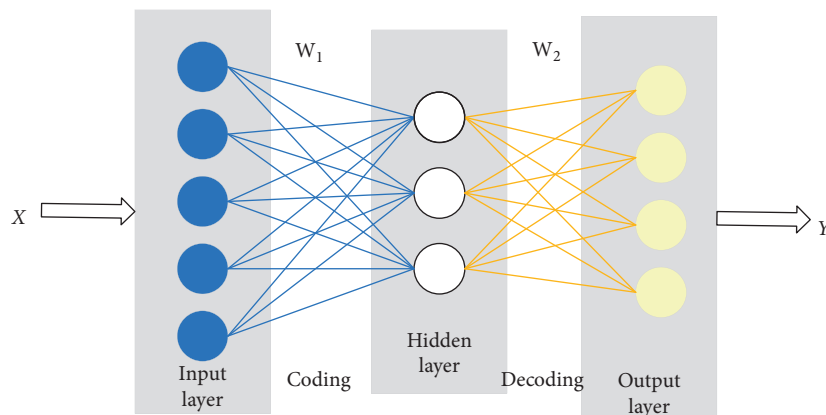 W1
W2
X
Y
Input
layer
Coding
Hidden
layer
Decoding
Output
layer